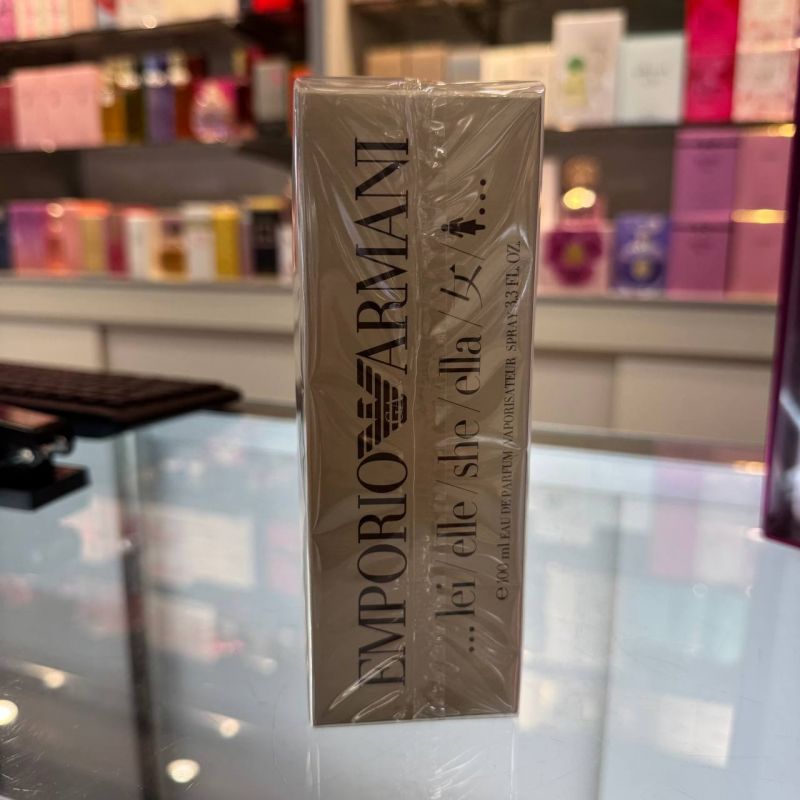 EMPORIO ARMANI
...lei/elle/she/ella/女/...
e 100 ml EAU DE PARFUM VAPORISATEUR SPRAY 3.3 FL. OZ.